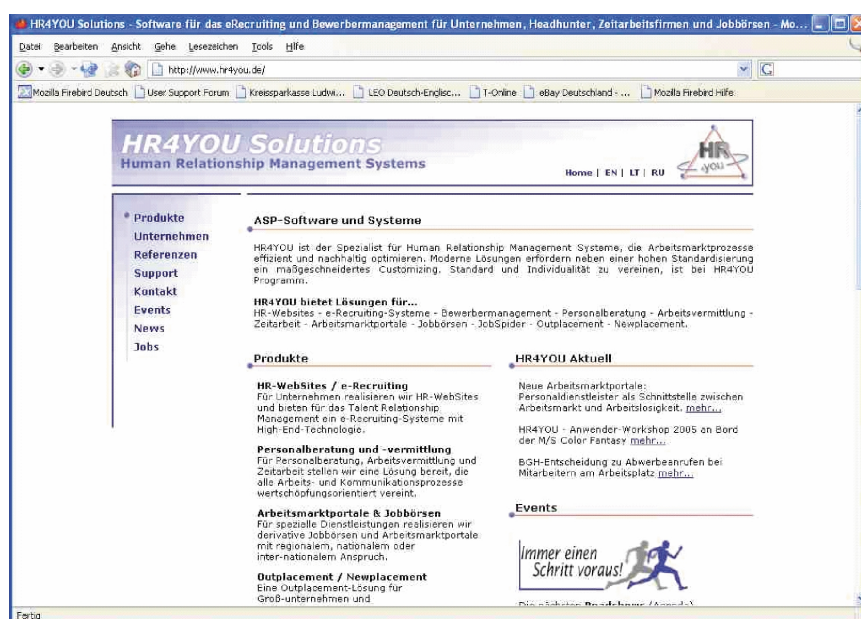 HR4YOU Solutions - Software für das eRecruiting und Bewerbermanagement für Unternehmen, Headhunter, Zeitarbeitsfirmen und Jobbörsen - Mo...
Datei Bearbeiten Ansicht Gehe Lesezeichen Tools Hilfe
http://www.hr4you.de/
Mozilla Firebird Deutsch User Support Forum Kreissparkasse Ludwi... LEO Deutsch-Englisc... T-Online eBay Deutschland - ... Mozilla Firebird Hilfe
HR4YOU Solutions
Human Relationship Management Systems
Home | EN | LT | RU
HR
4YOU
Produkte
Unternehmen
Referenzen
Support
Kontakt
Events
News
Jobs
ASP-Software und Systeme
HR4YOU ist der Spezialist für Human Relationship Management Systeme, die Arbeitsmarktprozesse
effizient und nachhaltig optimieren. Moderne Lösungen erfordern neben einer hohen Standardisierung
ein maßgeschneidertes Customizing. Standard und Individualität zu vereinen, ist bei HR4YOU
Programm.
HR4YOU bietet Lösungen für...
HR-Websites - e-Recruiting-Systeme - Bewerbermanagement - Personalberatung - Arbeitsvermittlung -
Zeitarbeit - Arbeitsmarktportale - Jobbörsen - JobSpider - Outplacement - Newplacement.
Produkte
HR-WebSites / e-Recruiting
Für Unternehmen realisieren wir HR-WebSites
und bieten für das Talent Relationship
Management ein e-Recruiting-Systeme mit
High-End-Technologie.
Personalberatung und -vermittlung
Für Personalberatung, Arbeitsvermittlung und
Zeitarbeit stellen wir eine Lösung bereit, die
alle Arbeits- und Kommunikationsprozesse
wertschöpfungsorientiert vereint.
Arbeitsmarktportale & Jobbörsen
Für spezielle Dienstleistungen realisieren wir
derivative Jobbörsen und Arbeitsmarktportale
mit regionalem, nationalem oder
inter-nationalem Anspruch.
Outplacement / Newplacement
Eine Outplacement-Lösung für
Groß-unternehmen und
HR4YOU Aktuell
Neue Arbeitsmarktportale:
Personaldienstleister als Schnittstelle zwischen
Arbeitsmarkt und Arbeitslosigkeit. mehr...
HR4YOU - Anwender-Workshop 2005 an Bord
der M/S Color Fantasy mehr...
BGH-Entscheidung zu Abwerbeanrufen bei
Mitarbeitern am Arbeitsplatz mehr...
Events
Immer einen
Schritt voraus!
Die nächsten Roadshows (Agenda)
Fertig